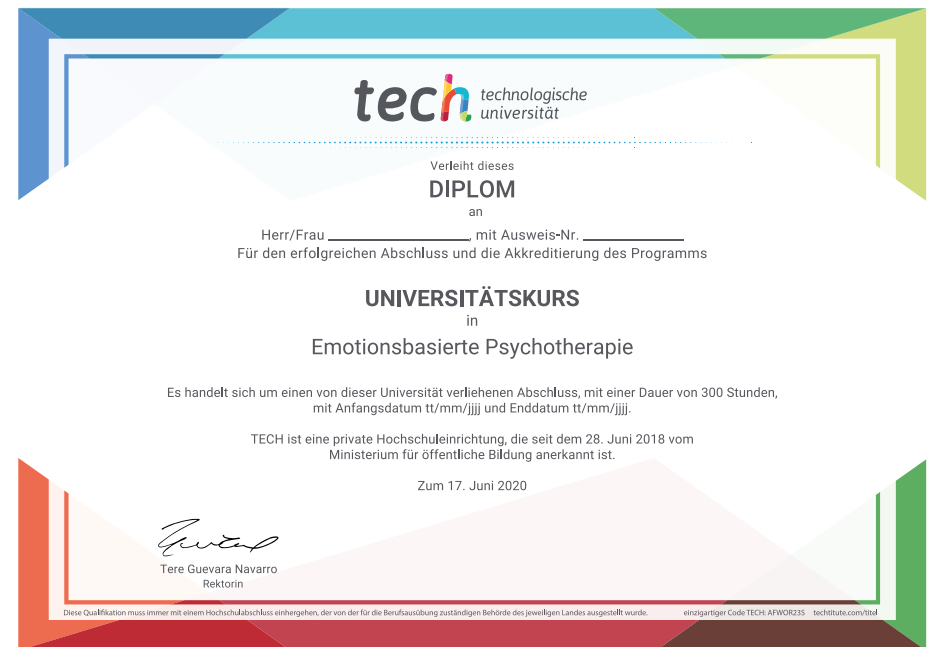 tech technologische
universität
Verleiht dieses
DIPLOM
an
Herr/Frau ____________________, mit Ausweis-Nr. ______________
Für den erfolgreichen Abschluss und die Akkreditierung des Programms
UNIVERSITÄTSKURS
in
Emotionsbasierte Psychotherapie
Es handelt sich um einen von dieser Universität verliehenen Abschluss, mit einer Dauer von 300 Stunden,
mit Anfangsdatum tt/mm/jjjj und Enddatum tt/mm/jjjj.
TECH ist eine private Hochschuleinrichtung, die seit dem 28. Juni 2018 vom
Ministerium für öffentliche Bildung anerkannt ist.
Zum 17. Juni 2020
Tere Guevara Navarro
Rektorin
Diese Qualifikation muss immer mit einem Hochschulabschluss einhergehen, der von der für die Berufsausübung zuständigen Behörde des jeweiligen Landes ausgestellt wurde. einzigartiger Code TECH: AFWOR23S techtitute.com/titel